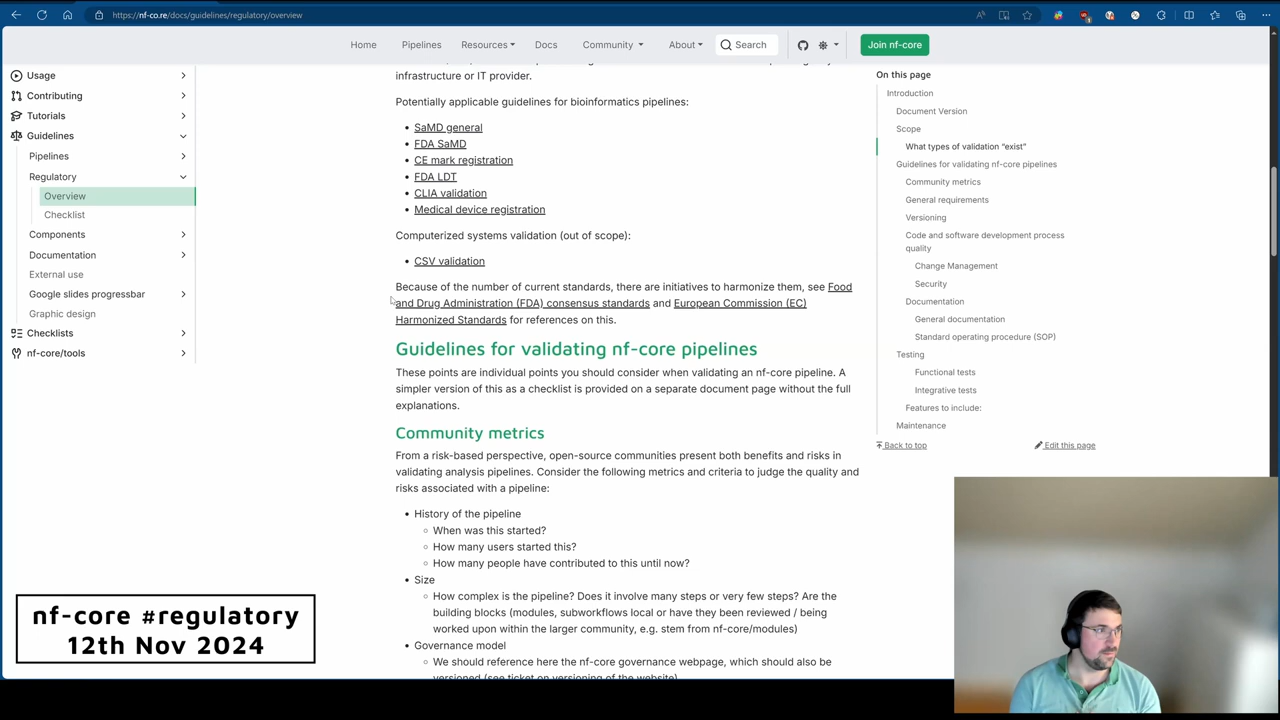 https://nf-co.re/docs/guidelines/regulatory/overview
Home
Pipelines
Resources
Docs
Community
About
Search
Join nf-core
Usage
Contributing
Tutorials
Guidelines
Pipelines
Regulatory
Overview
Checklist
Components
Documentation
External use
Google slides progressbar
Graphic design
Checklists
nf-core/tools
infrastructure or IT provider.
Potentially applicable guidelines for bioinformatics pipelines:
• SaMD general
• FDA SaMD
• CE mark registration
• FDA LDT
• CLIA validation
• Medical device registration
Computerized systems validation (out of scope):
• CSV validation
Because of the number of current standards, there are initiatives to harmonize them, see Food
and Drug Administration (FDA) consensus standards and European Commission (EC)
Harmonized Standards for references on this.
Guidelines for validating nf-core pipelines
These points are individual points you should consider when validating an nf-core pipeline. A
simpler version of this as a checklist is provided on a separate document page without the full
explanations.
Community metrics
From a risk-based perspective, open-source communities present both benefits and risks in
validating analysis pipelines. Consider the following metrics and criteria to judge the quality and
risks associated with a pipeline:
• History of the pipeline
◦ When was this started?
◦ How many users started this?
◦ How many people have contributed to this until now?
• Size
◦ How complex is the pipeline? Does it involve many steps or very few steps? Are the
building blocks (modules, subworkflows local or have they been reviewed / being
worked upon within the larger community, e.g. stem from nf-core/modules)
• Governance model
◦ We should reference here the nf-core governance webpage, which should also be
versioned (see ticket on versioning of the website)
On this page
Introduction
Document Version
Scope
What types of validation “exist”
Guidelines for validating nf-core pipelines
Community metrics
General requirements
Versioning
Code and software development process
quality
Change Management
Security
Documentation
General documentation
Standard operating procedure (SOP)
Testing
Functional tests
Integrative tests
Features to include:
Maintenance
Back to top
Edit this page
nf-core #regulatory
12th Nov 2024